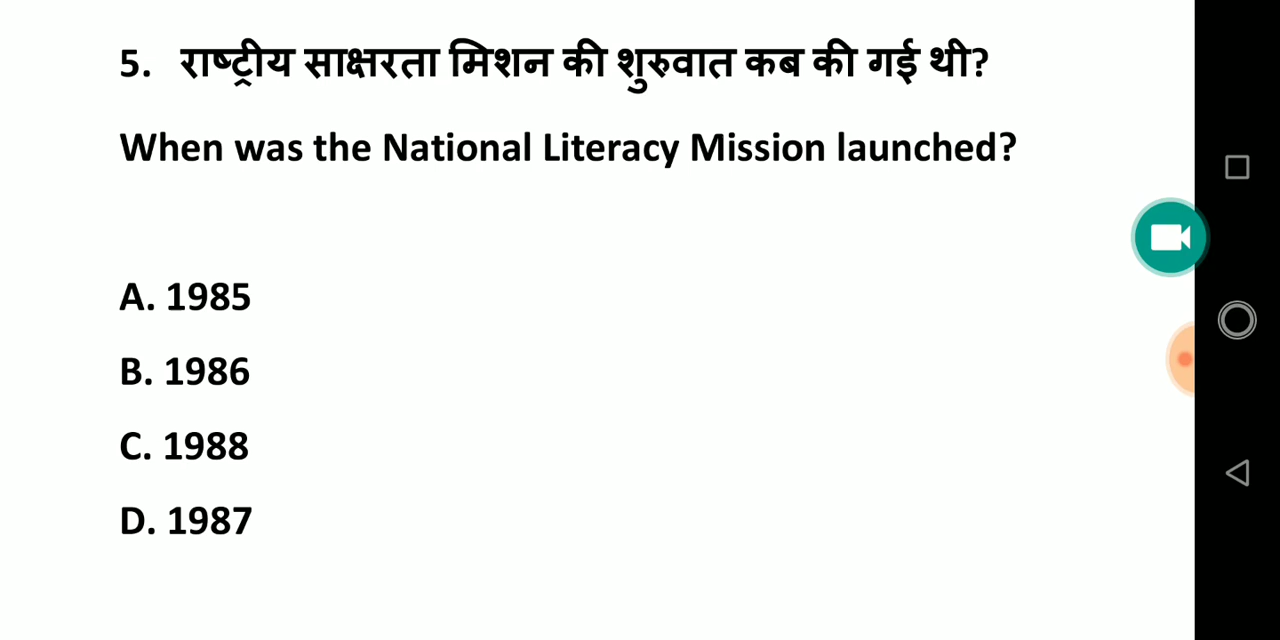 5. राष्ट्रीय साक्षरता मिशन की शुरुवात कब की गई थी?
When was the National Literacy Mission launched?
A. 1985
B. 1986
C. 1988
D. 1987